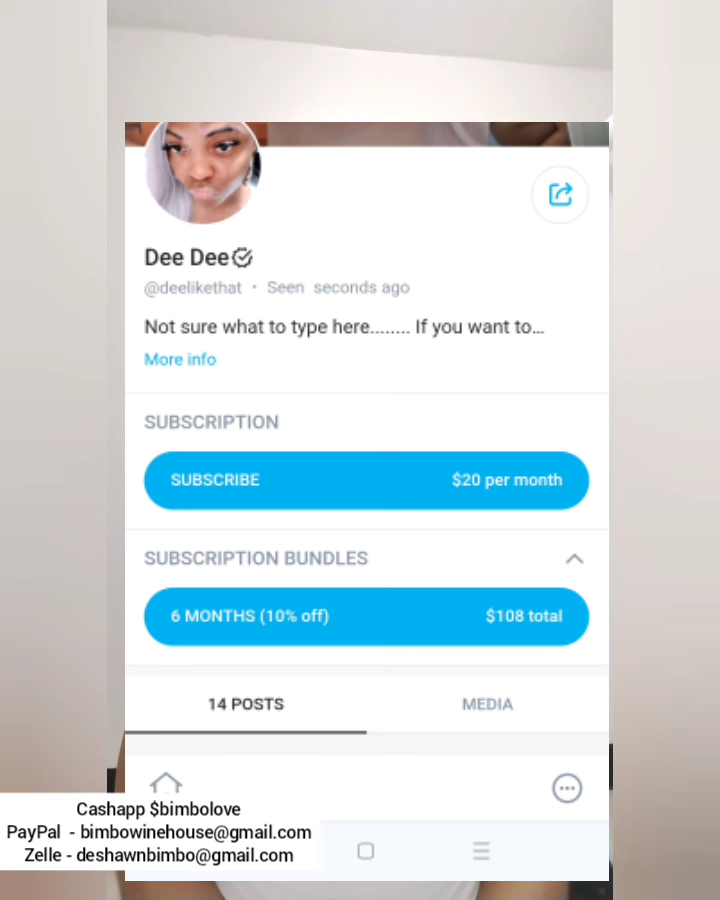 Dee Dee
@deelikethat • Seen seconds ago
Not sure what to type here........ If you want to...
More info
SUBSCRIPTION
SUBSCRIBE $20 per month
SUBSCRIPTION BUNDLES
6 MONTHS (10% off) $108 total
14 POSTS MEDIA
Cashapp $bimbolove
PayPal - bimbowinehouse@gmail.com
Zelle - deshawnbimbo@gmail.com